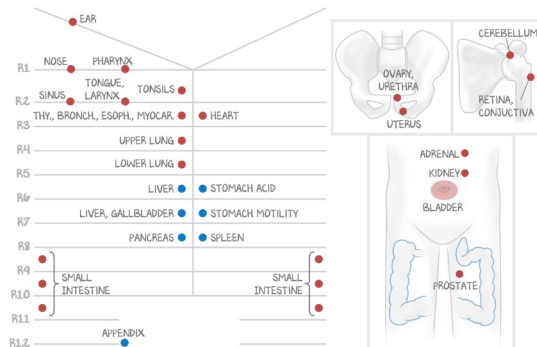 EAR
R1
NOSE
PHARYNX
TONGUE,
LARYNX
TONSILS
R2
SINUS
THY., BRONCH., ESOPH., MYOCAR.
HEART
R3
UPPER LUNG
R4
LOWER LUNG
R5
LIVER
STOMACH ACID
R6
LIVER, GALLBLADDER
STOMACH MOTILITY
R7
PANCREAS
SPLEEN
R8
R9
SMALL
INTESTINE
SMALL
INTESTINE
R10
R11
APPENDIX
R12
OVARY,
URETHRA
UTERUS
CEREBELLUM
RETINA,
CONJUCTIVA
ADRENAL
KIDNEY
BLADDER
PROSTATE